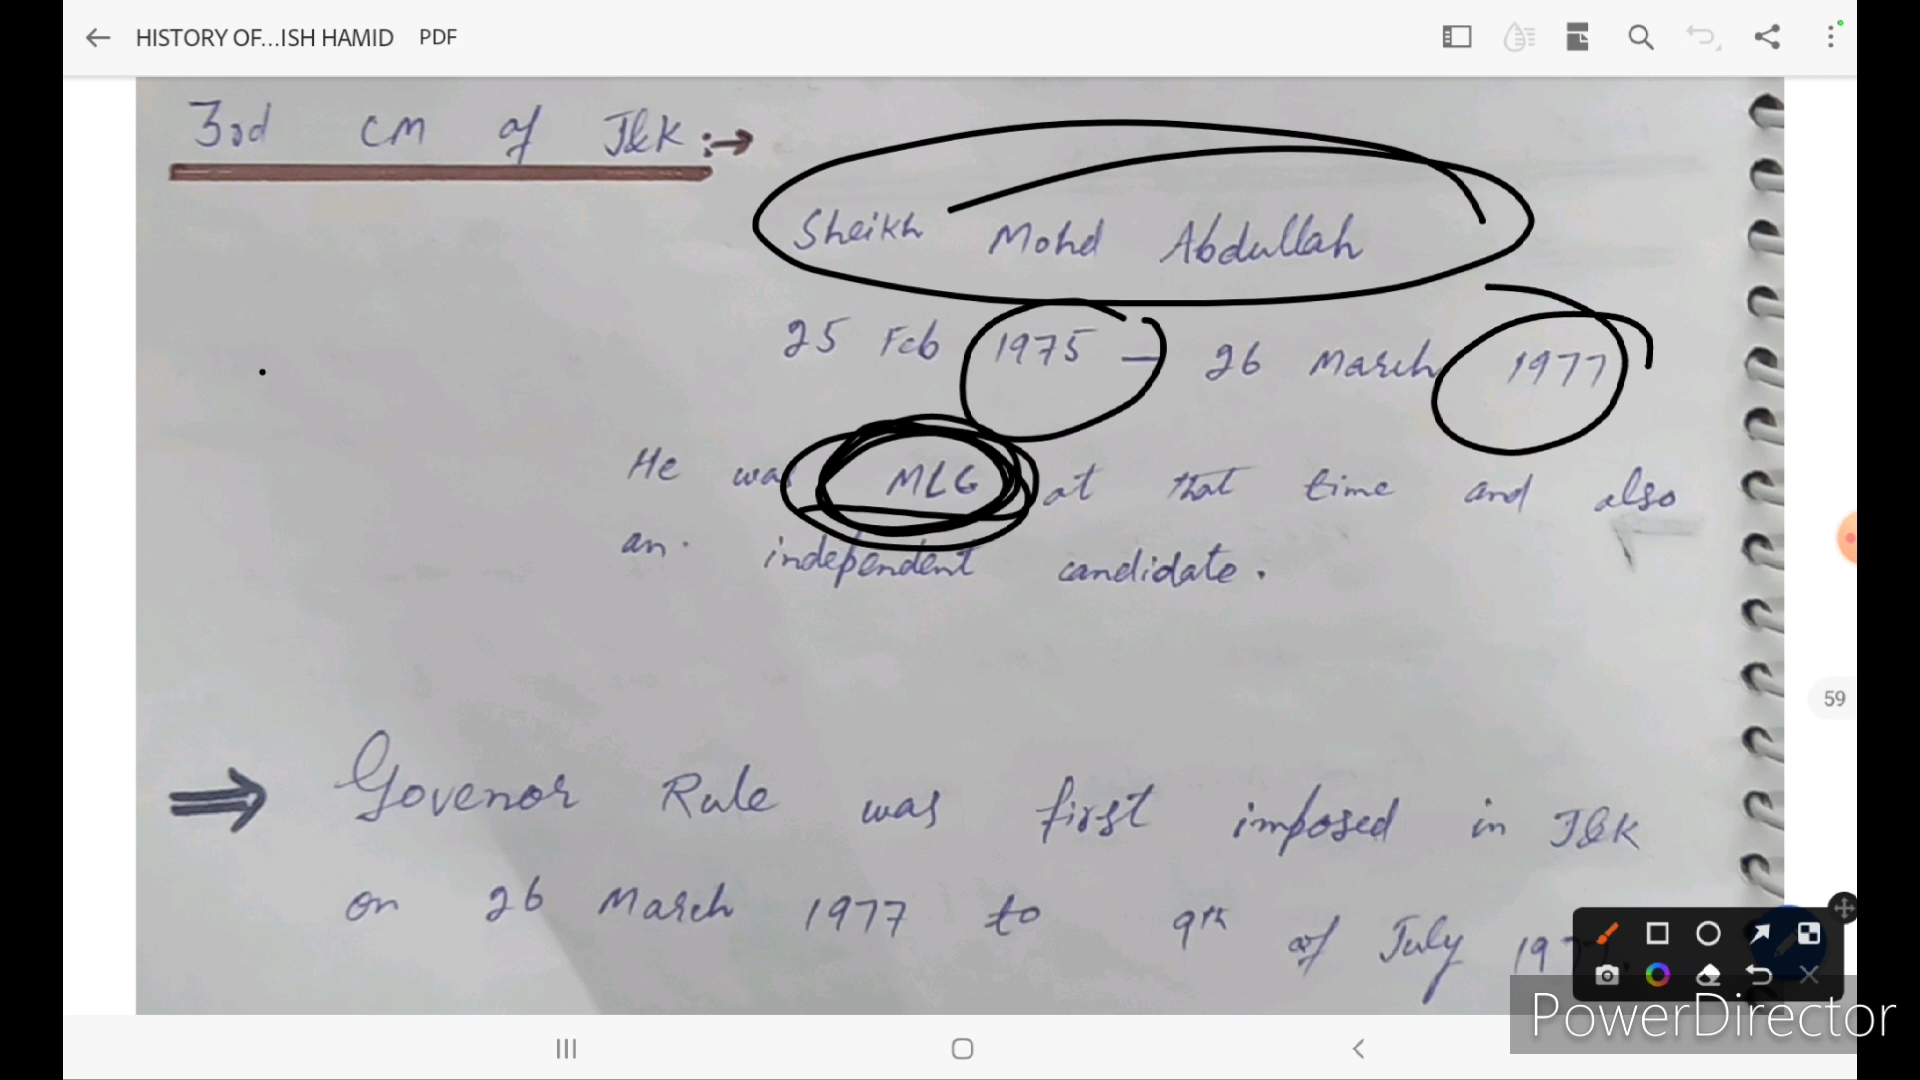 HISTORY OF...ISH HAMID PDF
3rd CM of J&K :→
Sheikh Mohd Abdullah
25 Feb 1975 — 26 March 1977
He was MLC at that time and also
an independent candidate.
59
⇒ Govenor Rule was first imposed in J&K
on 26 March 1977 to 9th of July 197
PowerDirector